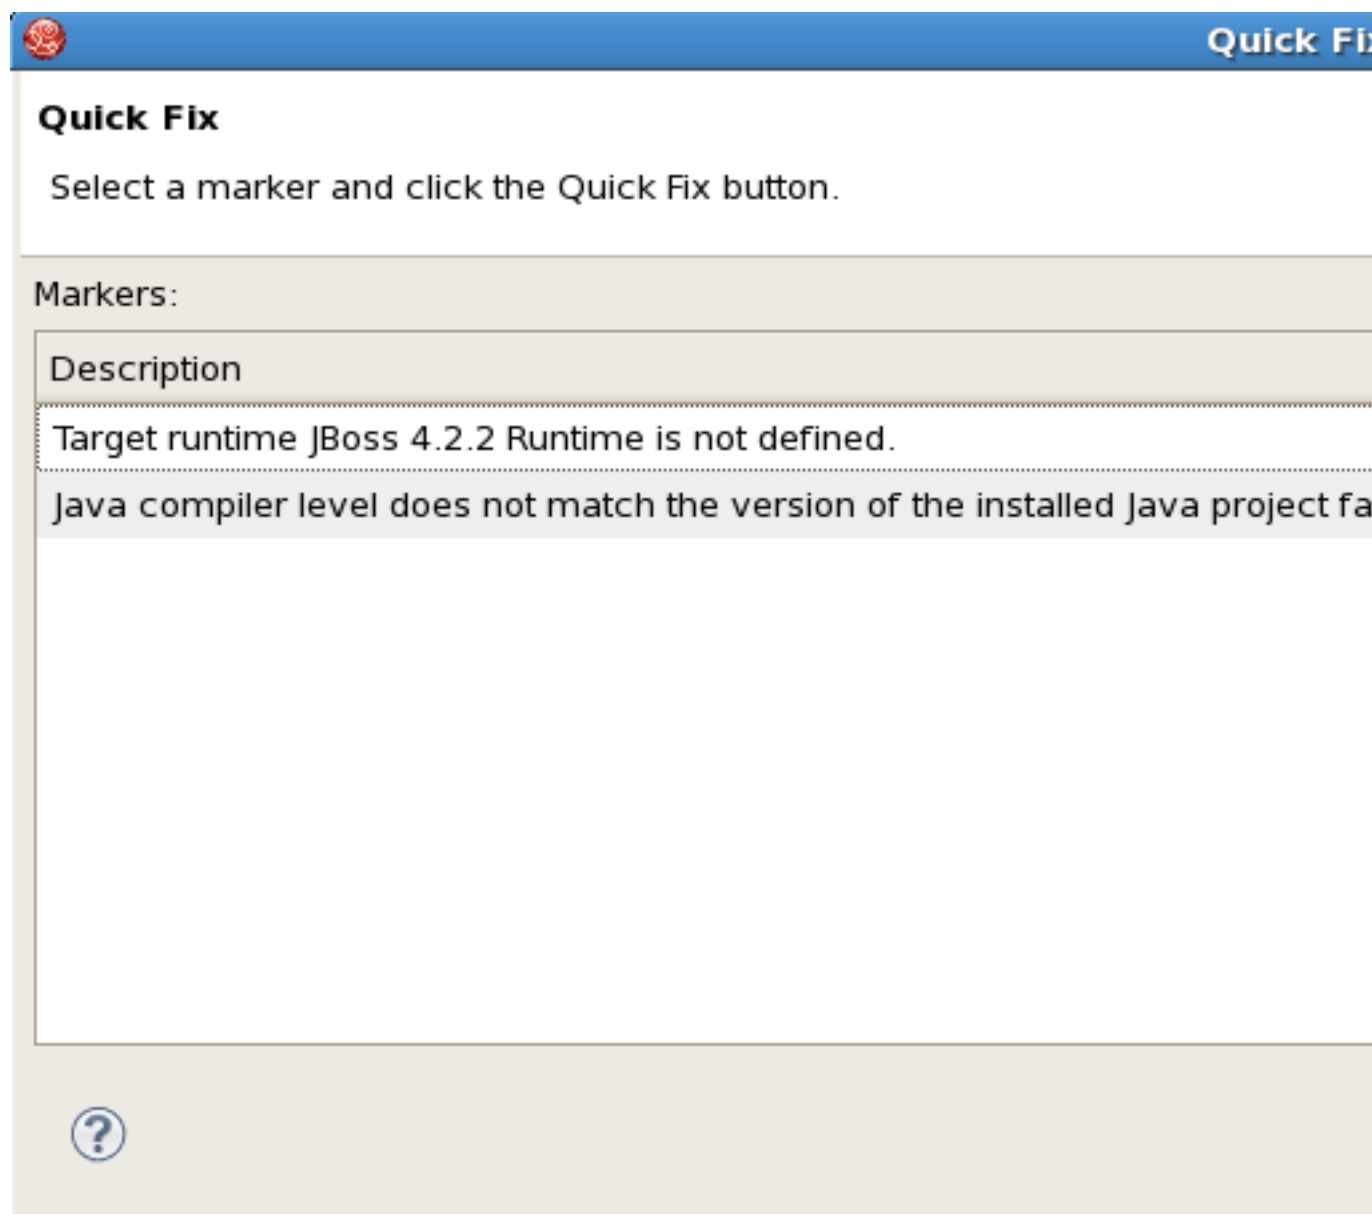 Quick Fix
Quick Fix
Select a marker and click the Quick Fix button.
Markers:
Description
Target runtime JBoss 4.2.2 Runtime is not defined.
Java compiler level does not match the version of the installed Java project fa
?